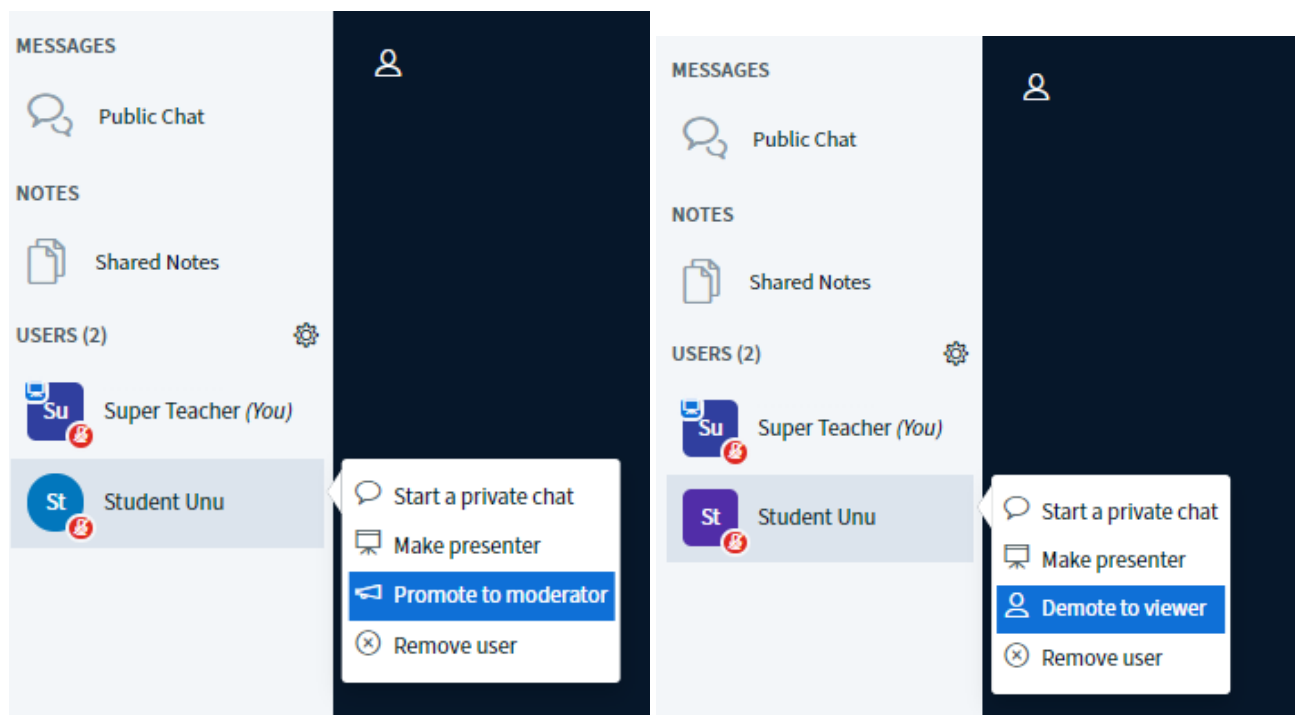 MESSAGES
Public Chat
NOTES
Shared Notes
USERS (2)
Su
Super Teacher (You)
St
Student Unu
Start a private chat
Make presenter
Promote to moderator
Remove user
MESSAGES
Public Chat
NOTES
Shared Notes
USERS (2)
Su
Super Teacher (You)
St
Student Unu
Start a private chat
Make presenter
Demote to viewer
Remove user